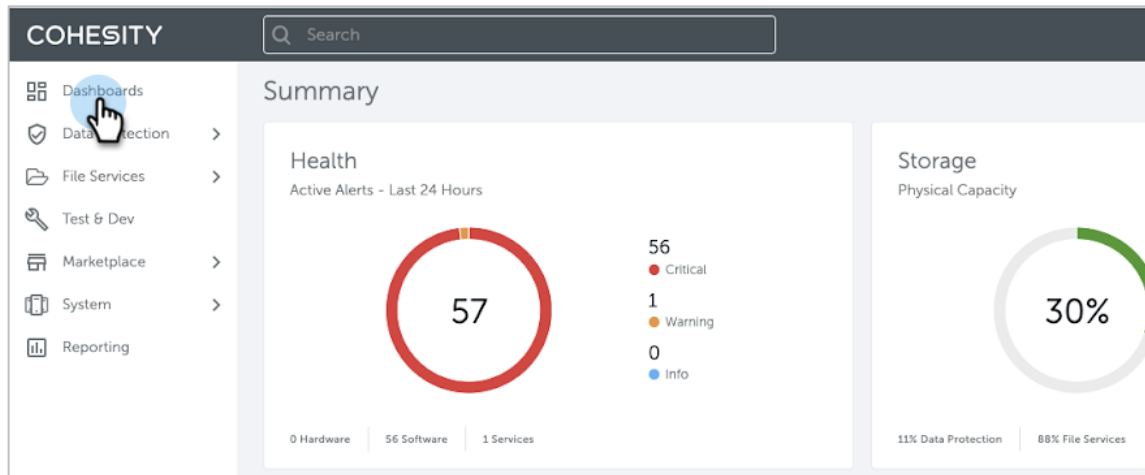 COHESITY
Search
Dashboards
Data Protection
File Services
Test & Dev
Marketplace
System
Reporting
Summary
Health
Active Alerts - Last 24 Hours
57
56
Critical
1
Warning
0
Info
0 Hardware
56 Software
1 Services
Storage
Physical Capacity
30%
11% Data Protection
88% File Services